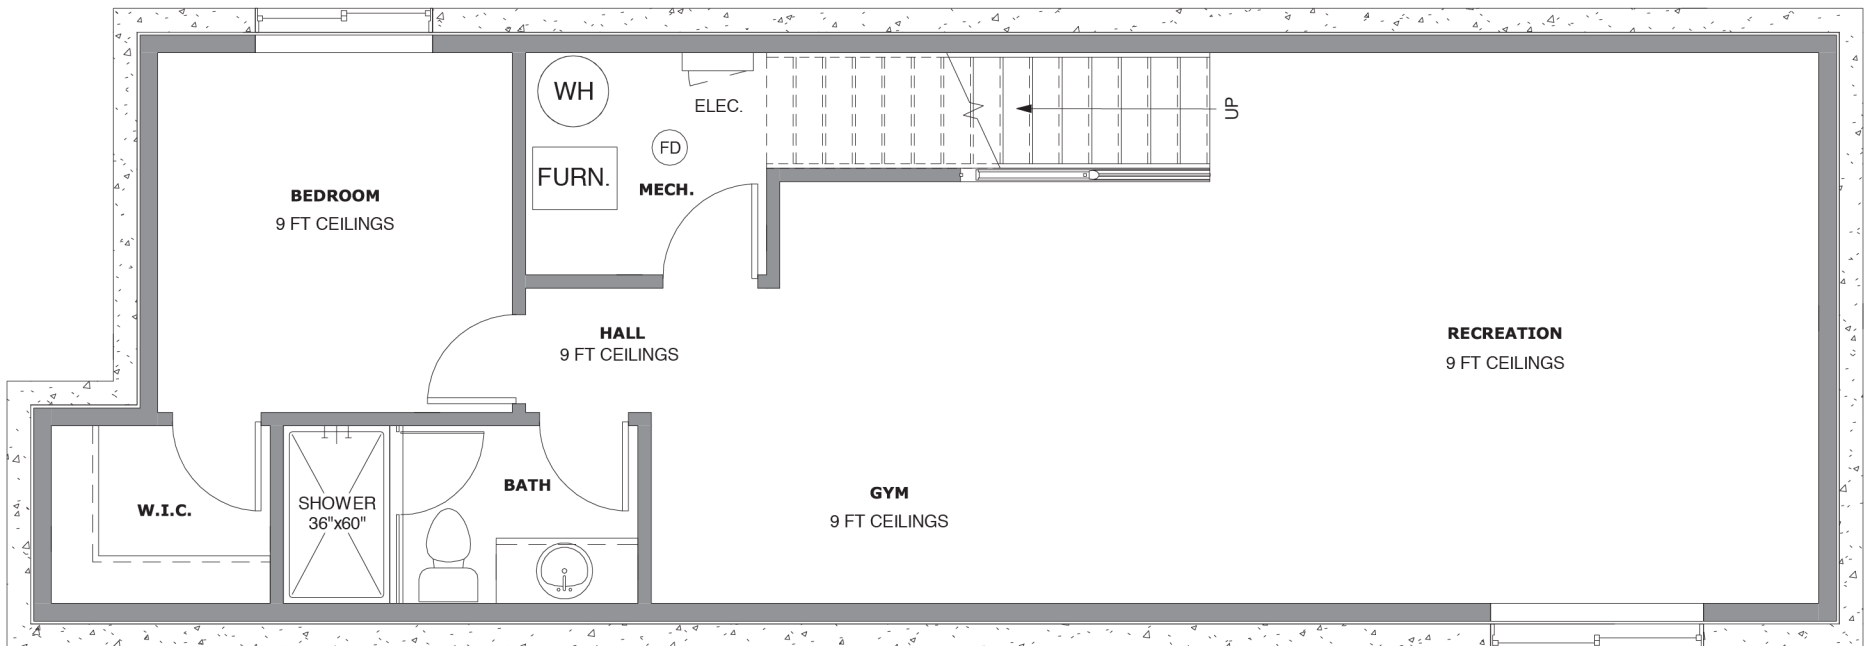 WH
ELEC.
UP
FD
FURN.
MECH.
BEDROOM
9 FT CEILINGS
HALL
9 FT CEILINGS
RECREATION
9 FT CEILINGS
W.I.C.
SHOWER
36"x60"
BATH
GYM
9 FT CEILINGS